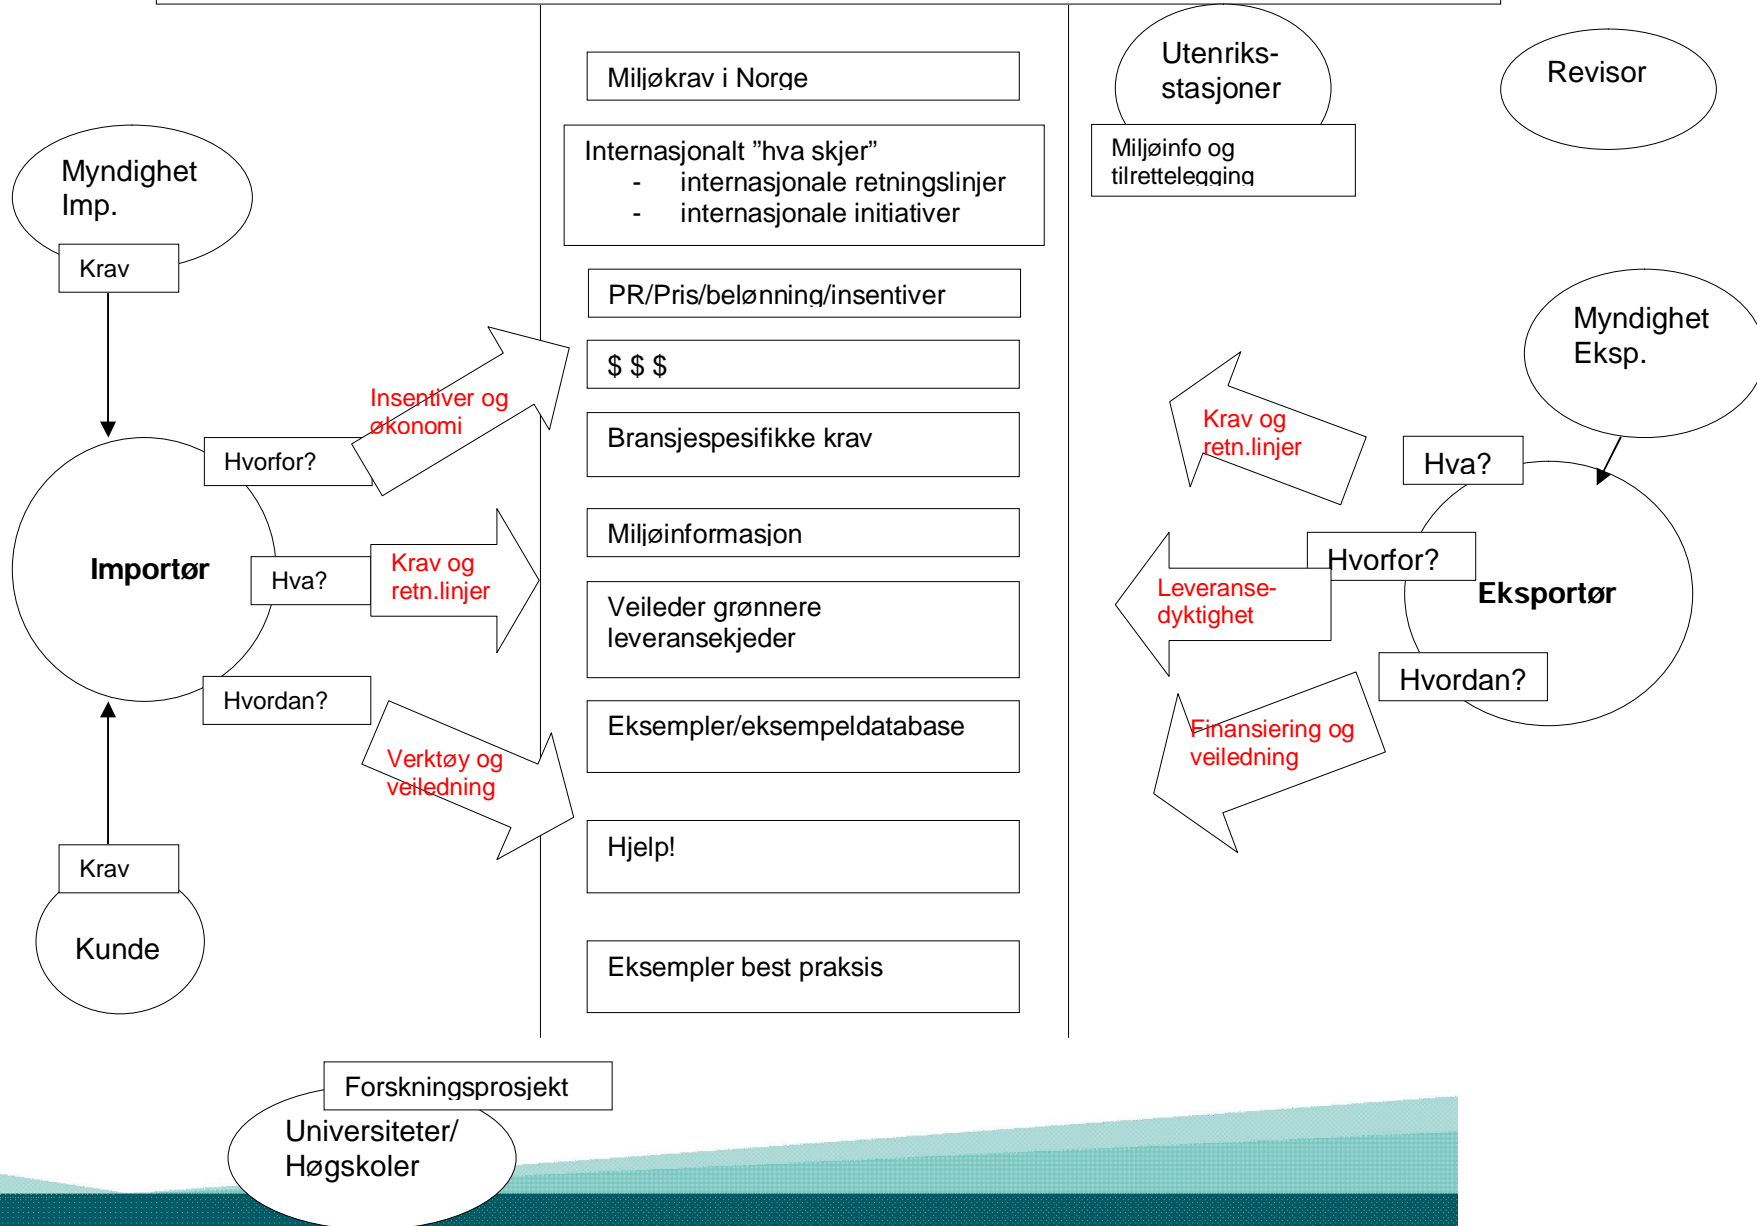 Miljøkrav i Norge
Internasjonalt ”hva skjer”
- internasjonale retningslinjer
- internasjonale initiativer
PR/Pris/belønning/insentiver
$ $ $
Bransjespesifikke krav
Miljøinformasjon
Veileder grønnere
leveransekjeder
Eksempler/eksempeldatabase
Hjelp!
Eksempler best praksis
Myndighet
Imp.
Krav
Importør
Hvorfor?
Hva?
Hvordan?
Insentiver og
økonomi
Krav og
retn.linjer
Verktøy og
veiledning
Krav
Kunde
Utenriks-
stasjoner
Miljøinfo og
tilrettelegging
Revisor
Myndighet
Eksp.
Krav og
retn.linjer
Leveranse-
dyktighet
Finansiering og
veiledning
Hva?
Hvorfor?
Hvordan?
Eksportør
Forskningsprosjekt
Universiteter/
Høgskoler